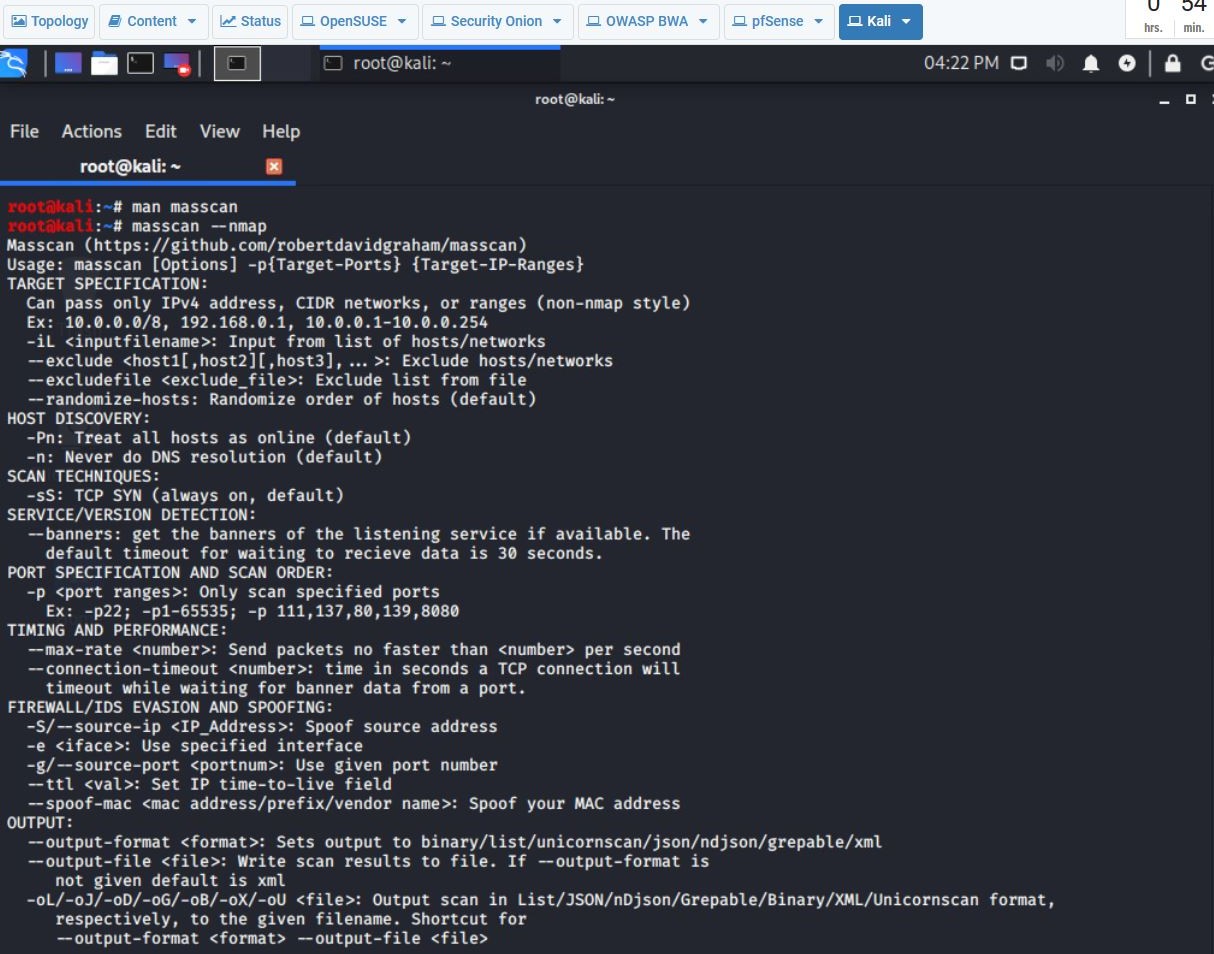 Topology Content Status OpenSUSE Security Onion OWASP BWA pfSense Kali
0 54
hrs. min.
root@kali: ~ 04:22 PM
root@kali: ~
File Actions Edit View Help
root@kali: ~
root@kali:~# man masscan
root@kali:~# masscan --nmap
Masscan (https://github.com/robertdavidgraham/masscan)
Usage: masscan [Options] -p{Target-Ports} {Target-IP-Ranges}
TARGET SPECIFICATION:
  Can pass only IPv4 address, CIDR networks, or ranges (non-nmap style)
  Ex: 10.0.0.0/8, 192.168.0.1, 10.0.0.1-10.0.0.254
  -iL <inputfilename>: Input from list of hosts/networks
  --exclude <host1[,host2][,host3],...>: Exclude hosts/networks
  --excludefile <exclude_file>: Exclude list from file
  --randomize-hosts: Randomize order of hosts (default)
HOST DISCOVERY:
  -Pn: Treat all hosts as online (default)
  -n: Never do DNS resolution (default)
SCAN TECHNIQUES:
  -sS: TCP SYN (always on, default)
SERVICE/VERSION DETECTION:
  --banners: get the banners of the listening service if available. The
    default timeout for waiting to recieve data is 30 seconds.
PORT SPECIFICATION AND SCAN ORDER:
  -p <port ranges>: Only scan specified ports
    Ex: -p22; -p1-65535; -p 111,137,80,139,8080
TIMING AND PERFORMANCE:
  --max-rate <number>: Send packets no faster than <number> per second
  --connection-timeout <number>: time in seconds a TCP connection will
    timeout while waiting for banner data from a port.
FIREWALL/IDS EVASION AND SPOOFING:
  -S/--source-ip <IP_Address>: Spoof source address
  -e <iface>: Use specified interface
  -g/--source-port <portnum>: Use given port number
  --ttl <val>: Set IP time-to-live field
  --spoof-mac <mac address/prefix/vendor name>: Spoof your MAC address
OUTPUT:
  --output-format <format>: Sets output to binary/list/unicornscan/json/ndjson/grepable/xml
  --output-file <file>: Write scan results to file. If --output-format is
     not given default is xml
  -oL/-oJ/-oD/-oG/-oB/-oX/-oU <file>: Output scan in List/JSON/nDjson/Grepable/Binary/XML/Unicornscan format,
     respectively, to the given filename. Shortcut for
     --output-format <format> --output-file <file>